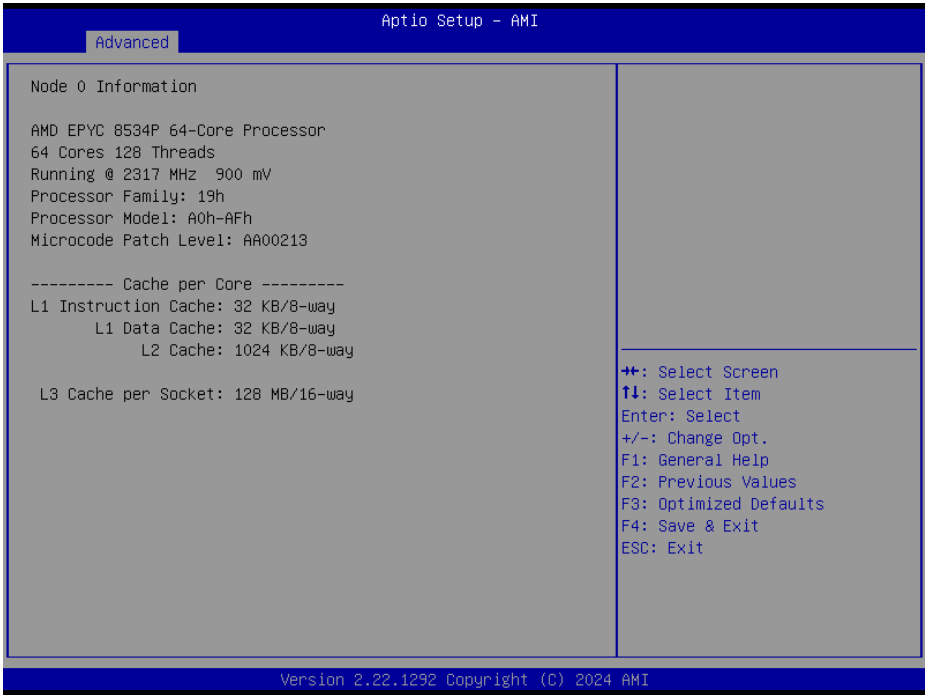 Aptio Setup - AMI
Advanced
Node 0 Information
AMD EPYC 8534P 64-Core Processor
64 Cores 128 Threads
Running @ 2317 MHz  900 mV
Processor Family: 19h
Processor Model: A0h-AFh
Microcode Patch Level: AA00213
--------- Cache per Core ---------
L1 Instruction Cache: 32 KB/8-way
L1 Data Cache: 32 KB/8-way
L2 Cache: 1024 KB/8-way
L3 Cache per Socket: 128 MB/16-way
→←: Select Screen
↑↓: Select Item
Enter: Select
+/-: Change Opt.
F1: General Help
F2: Previous Values
F3: Optimized Defaults
F4: Save & Exit
ESC: Exit
Version 2.22.1292 Copyright (C) 2024 AMI